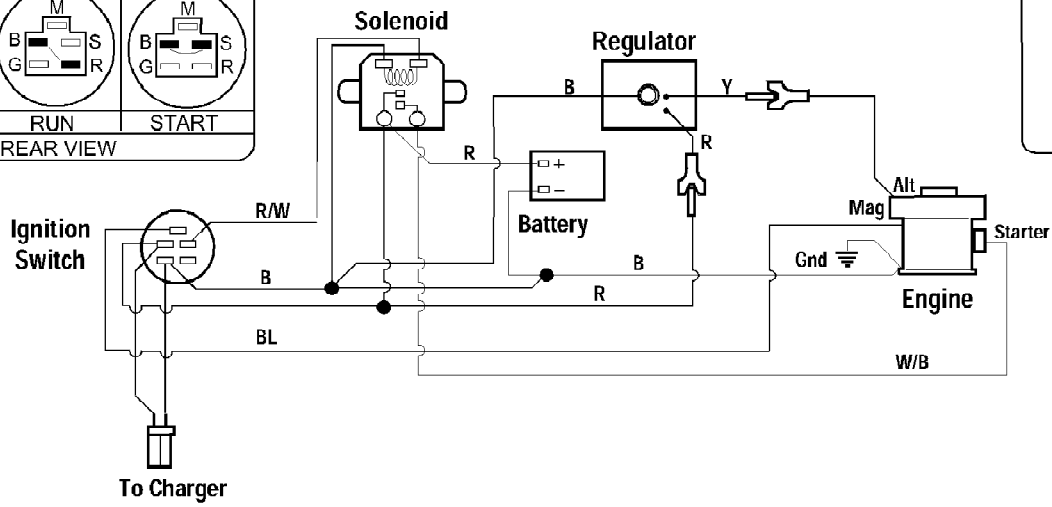 M
B
S
G
R
RUN
M
B
S
G
R
START
REAR VIEW
Solenoid
Regulator
B
Y
R
R
+
−
Battery
Alt
Mag
Starter
Gnd
Engine
Ignition
Switch
R/W
B
B
R
BL
W/B
To Charger